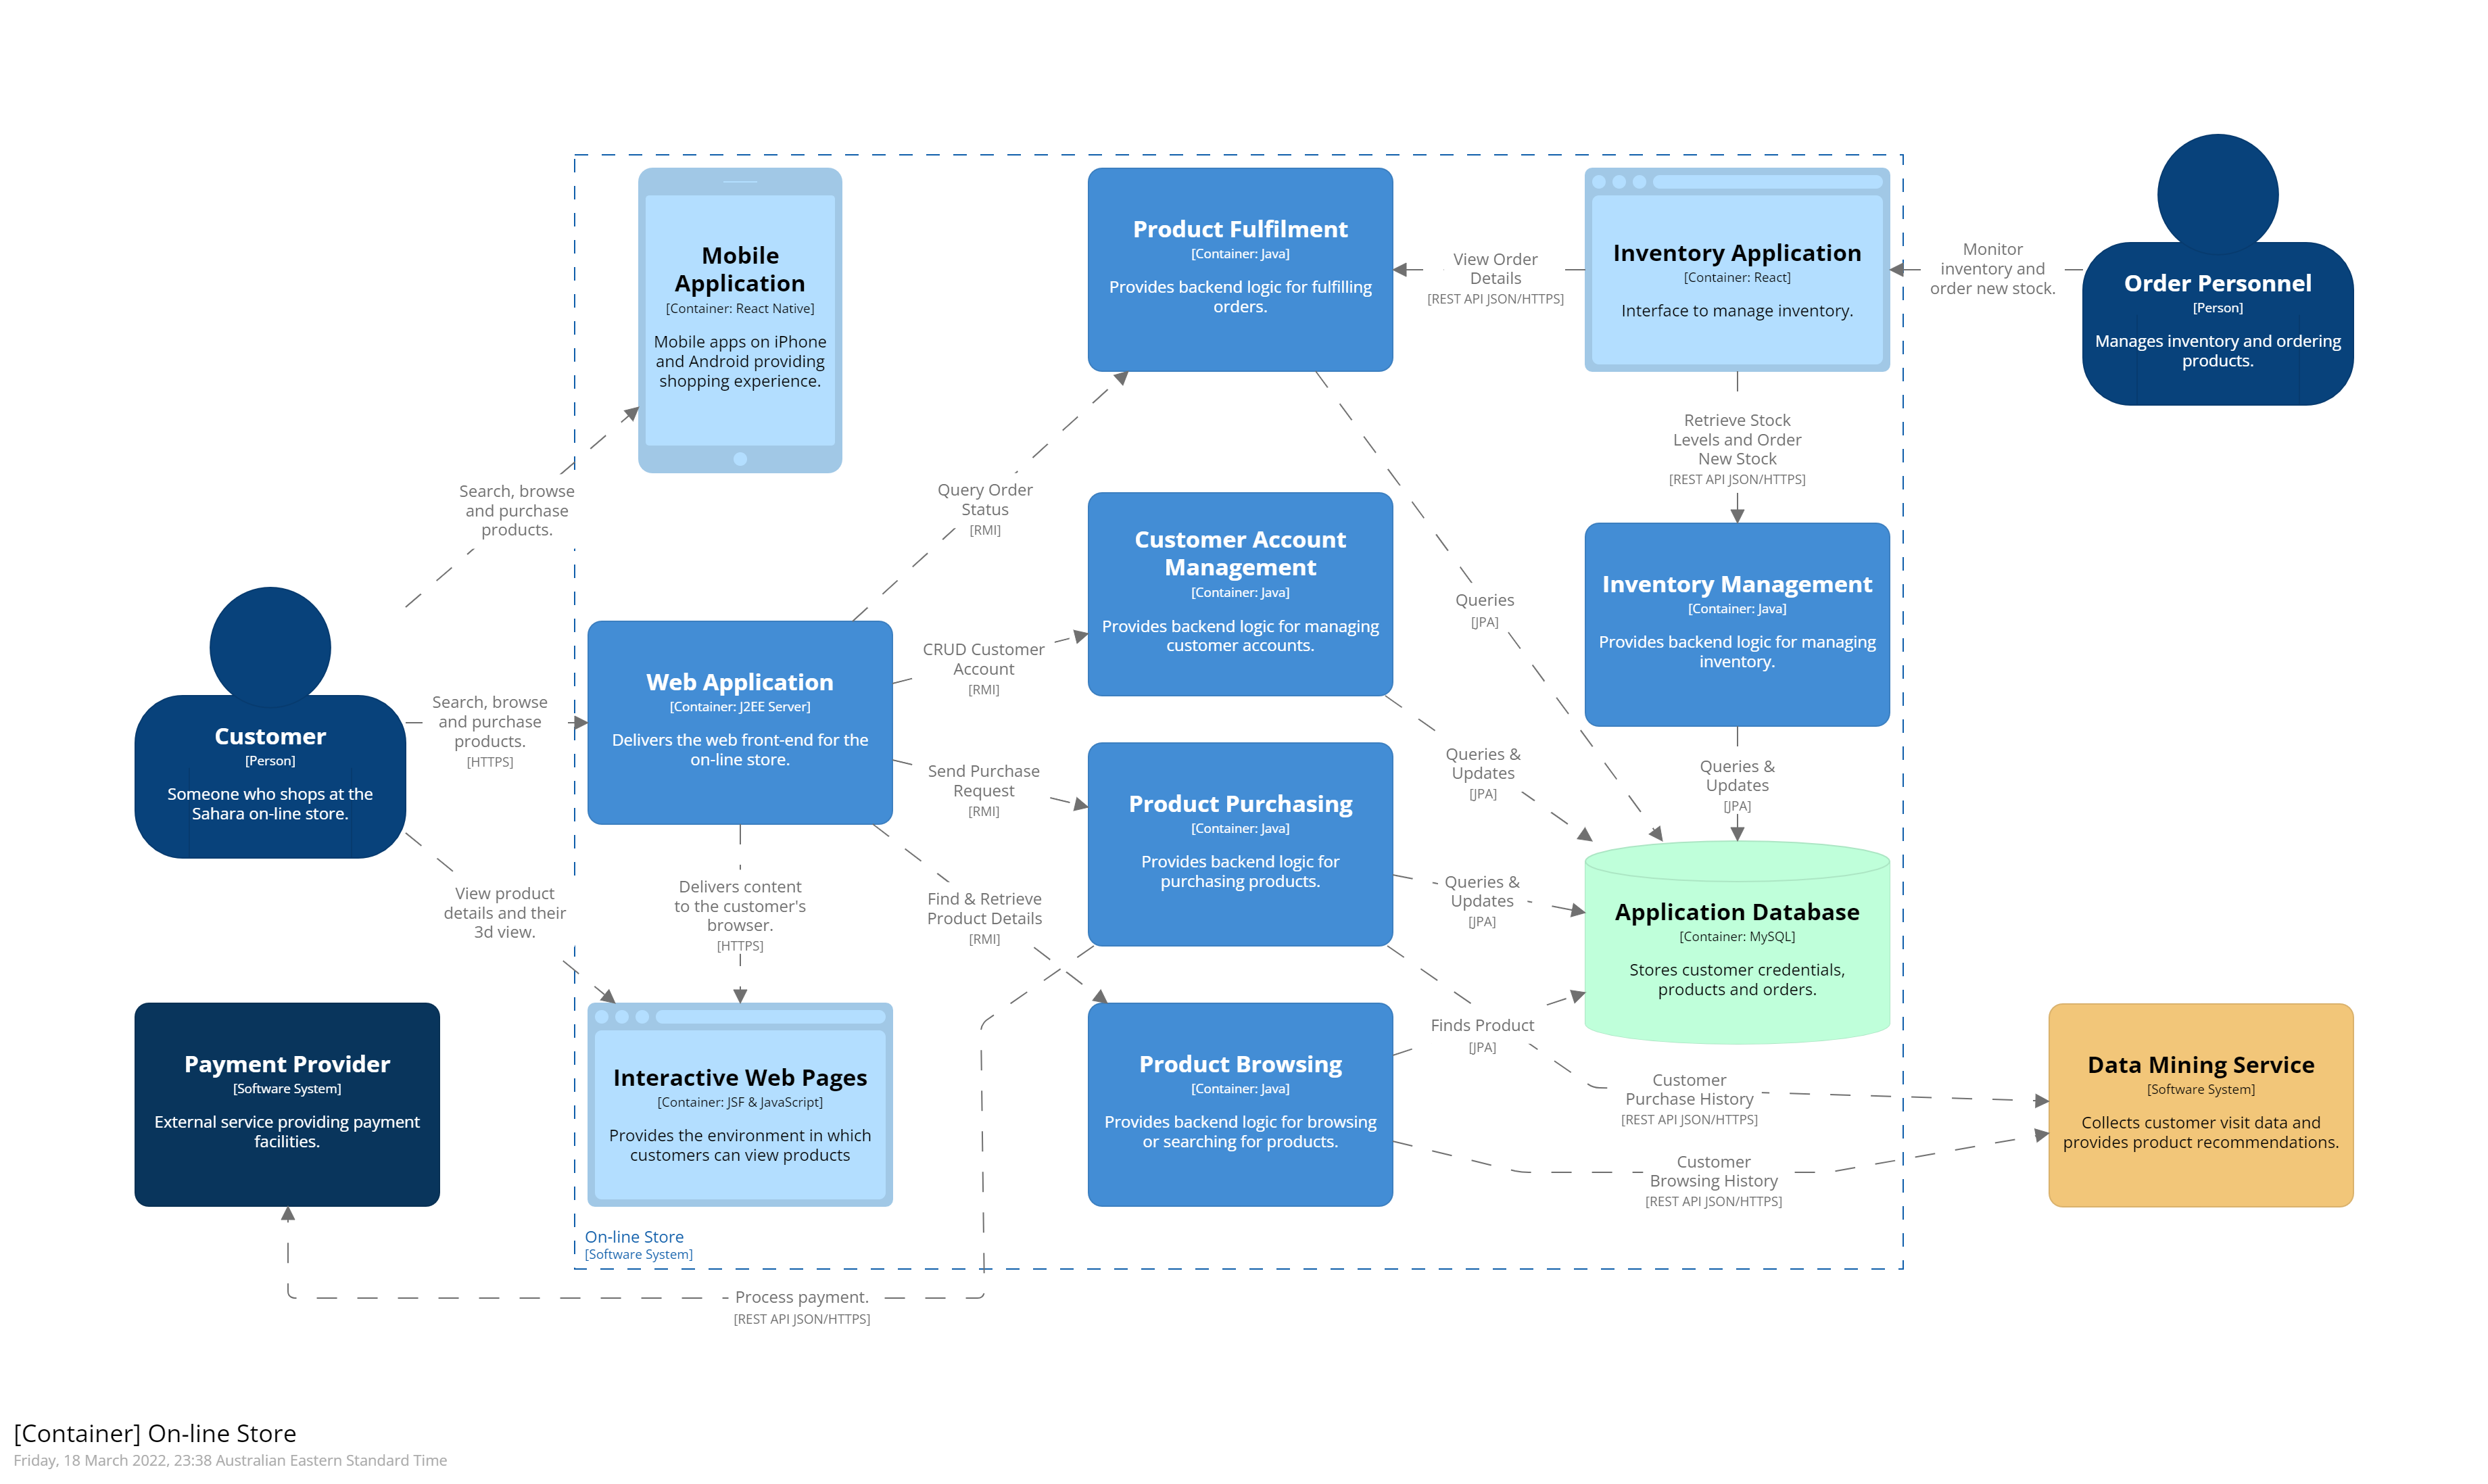 Mobile
Application
[Container: React Native]
Mobile apps on iPhone
and Android providing
shopping experience.
Product Fulfilment
[Container: Java]
Provides backend logic for fulfilling
orders.
View Order
Details
[REST API JSON/HTTPS]
Inventory Application
[Container: React]
Interface to manage inventory.
Monitor
inventory and
order new stock.
Order Personnel
[Person]
Manages inventory and ordering
products.
Search, browse
and purchase
products.
Query Order
Status
[RMI]
Retrieve Stock
Levels and Order
New Stock
[REST API JSON/HTTPS]
Customer Account
Management
[Container: Java]
Provides backend logic for managing
customer accounts.
Queries
[JPA]
Inventory Management
[Container: Java]
Provides backend logic for managing
inventory.
Customer
[Person]
Someone who shops at the
Sahara on-line store.
Search, browse
and purchase
products.
[HTTPS]
Web Application
[Container: J2EE Server]
Delivers the web front-end for the
on-line store.
CRUD Customer
Account
[RMI]
Send Purchase
Request
[RMI]
Queries &
Updates
[JPA]
Queries &
Updates
[JPA]
Product Purchasing
[Container: Java]
Provides backend logic for
purchasing products.
View product
details and their
3d view.
Delivers content
to the customer's
browser.
[HTTPS]
Find & Retrieve
Product Details
[RMI]
Queries &
Updates
[JPA]
Application Database
[Container: MySQL]
Stores customer credentials,
products and orders.
Payment Provider
[Software System]
External service providing payment
facilities.
Interactive Web Pages
[Container: JSF & JavaScript]
Provides the environment in which
customers can view products
Product Browsing
[Container: Java]
Provides backend logic for browsing
or searching for products.
Finds Product
[JPA]
Customer
Purchase History
[REST API JSON/HTTPS]
Customer
Browsing History
[REST API JSON/HTTPS]
Data Mining Service
[Software System]
Collects customer visit data and
provides product recommendations.
On-line Store
[Software System]
Process payment.
[REST API JSON/HTTPS]
[Container] On-line Store
Friday, 18 March 2022, 23:38 Australian Eastern Standard Time